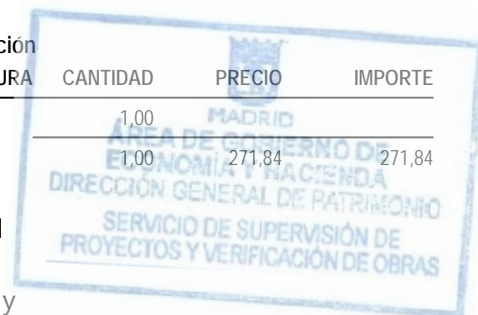 ción
URA CANTIDAD PRECIO IMPORTE
1,00
1,00 271,84 271,84
MADRID
ÁREA DE GOBIERNO DE
ECONOMÍA Y HACIENDA
DIRECCIÓN GENERAL DE PATRIMONIO
SERVICIO DE SUPERVISIÓN DE
PROYECTOS Y VERIFICACIÓN DE OBRAS
y